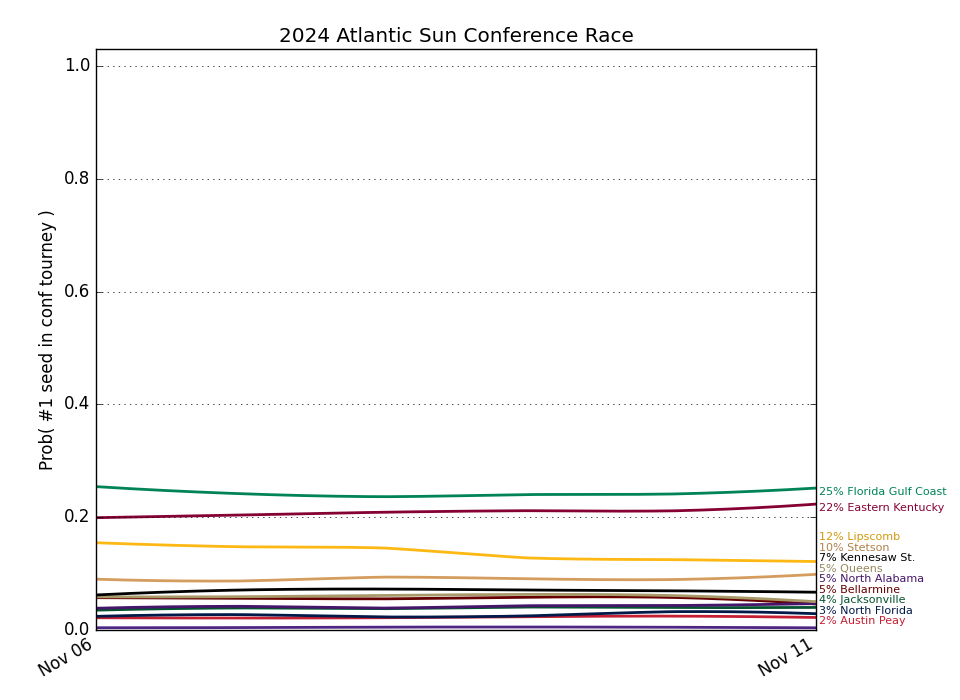 2024 Atlantic Sun Conference Race
Prob( #1 seed in conf tourney )
1.0
0.8
0.6
0.4
0.2
0.0
Nov 06
Nov 11
25% Florida Gulf Coast
22% Eastern Kentucky
12% Lipscomb
10% Stetson
7% Kennesaw St.
5% Queens
5% North Alabama
5% Bellarmine
4% Jacksonville
3% North Florida
2% Austin Peay